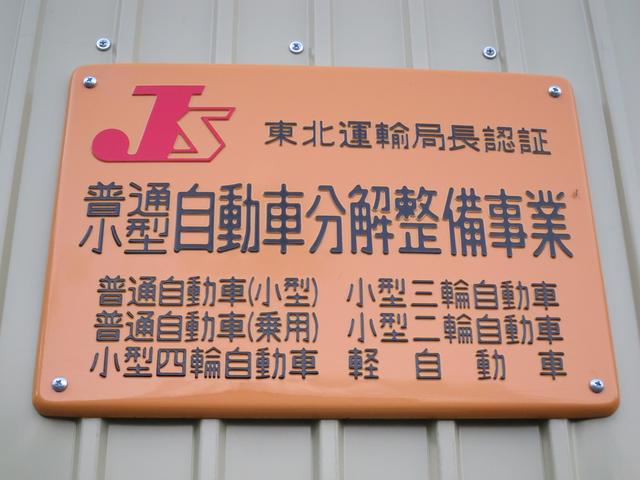 JS
東北運輸局長認証
普通
小型
自動車分解整備事業
普通自動車(小型) 小型三輪自動車
普通自動車(乗用) 小型二輪自動車
小型四輪自動車 軽自動車